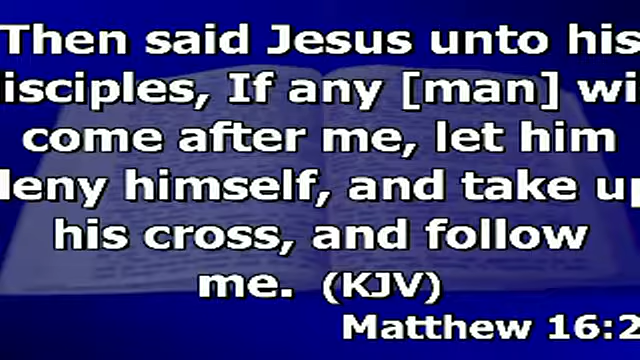 Then said Jesus unto his
isciples, If any [man] wi
come after me, let him
deny himself, and take up
his cross, and follow
me. (KJV)
Matthew 16:2